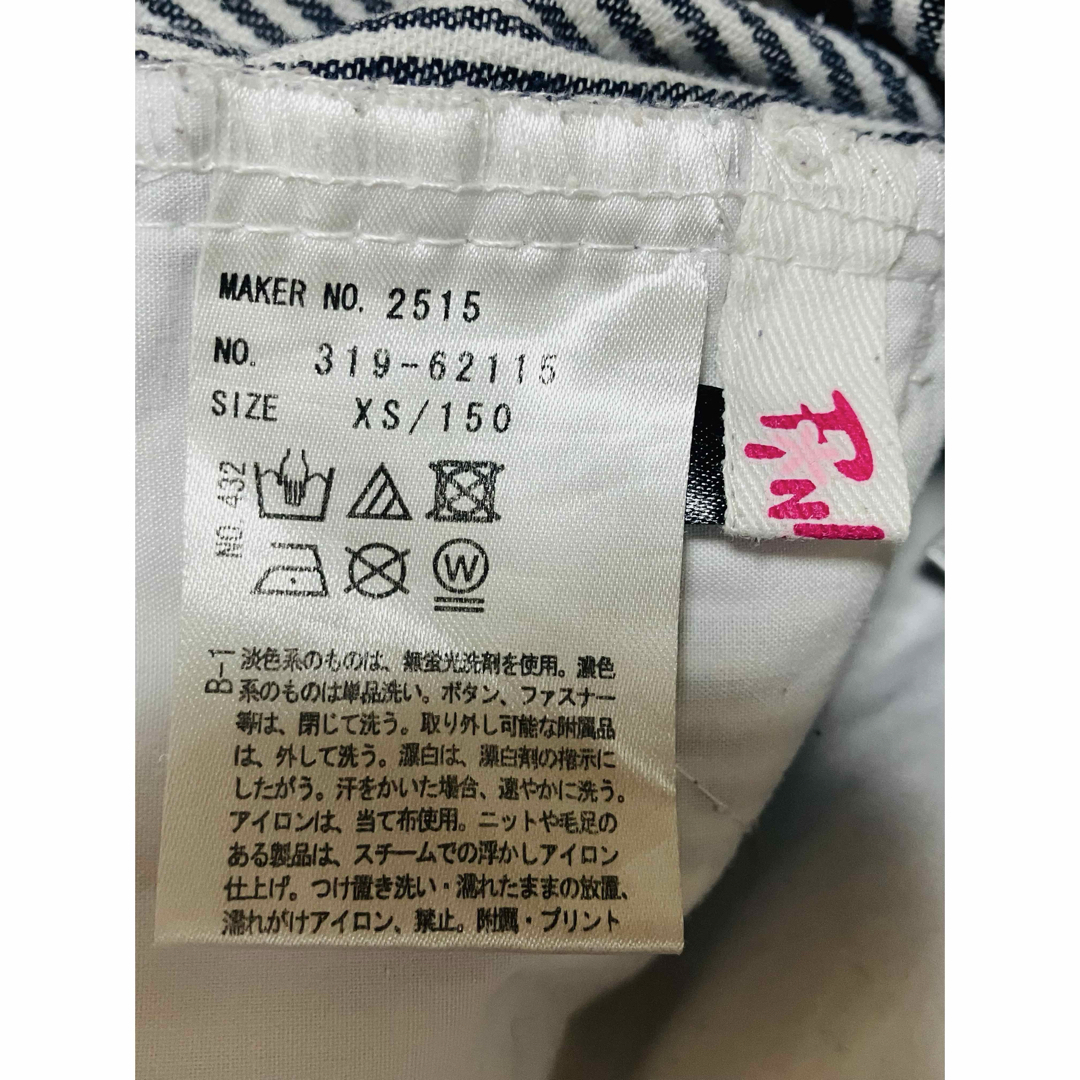 MAKER NO. 2515
NO. 319-62115
SIZE XS/150
NO. 432
W
B-1
淡色系のものは、無蛍光洗剤を使用。濃色
系のものは単品洗い。ボタン、ファスナー
等は、閉じて洗う。取り外し可能な附属品
は、外して洗う。漂白は、漂白剤の指示に
したがう。汗をかいた場合、速やかに洗う。
アイロンは、当て布使用。ニットや毛足の
ある製品は、スチームでの浮かしアイロン
仕上げ。つけ置き洗い・濡れたままの放置、
濡れがけアイロン、禁止。附属・プリント